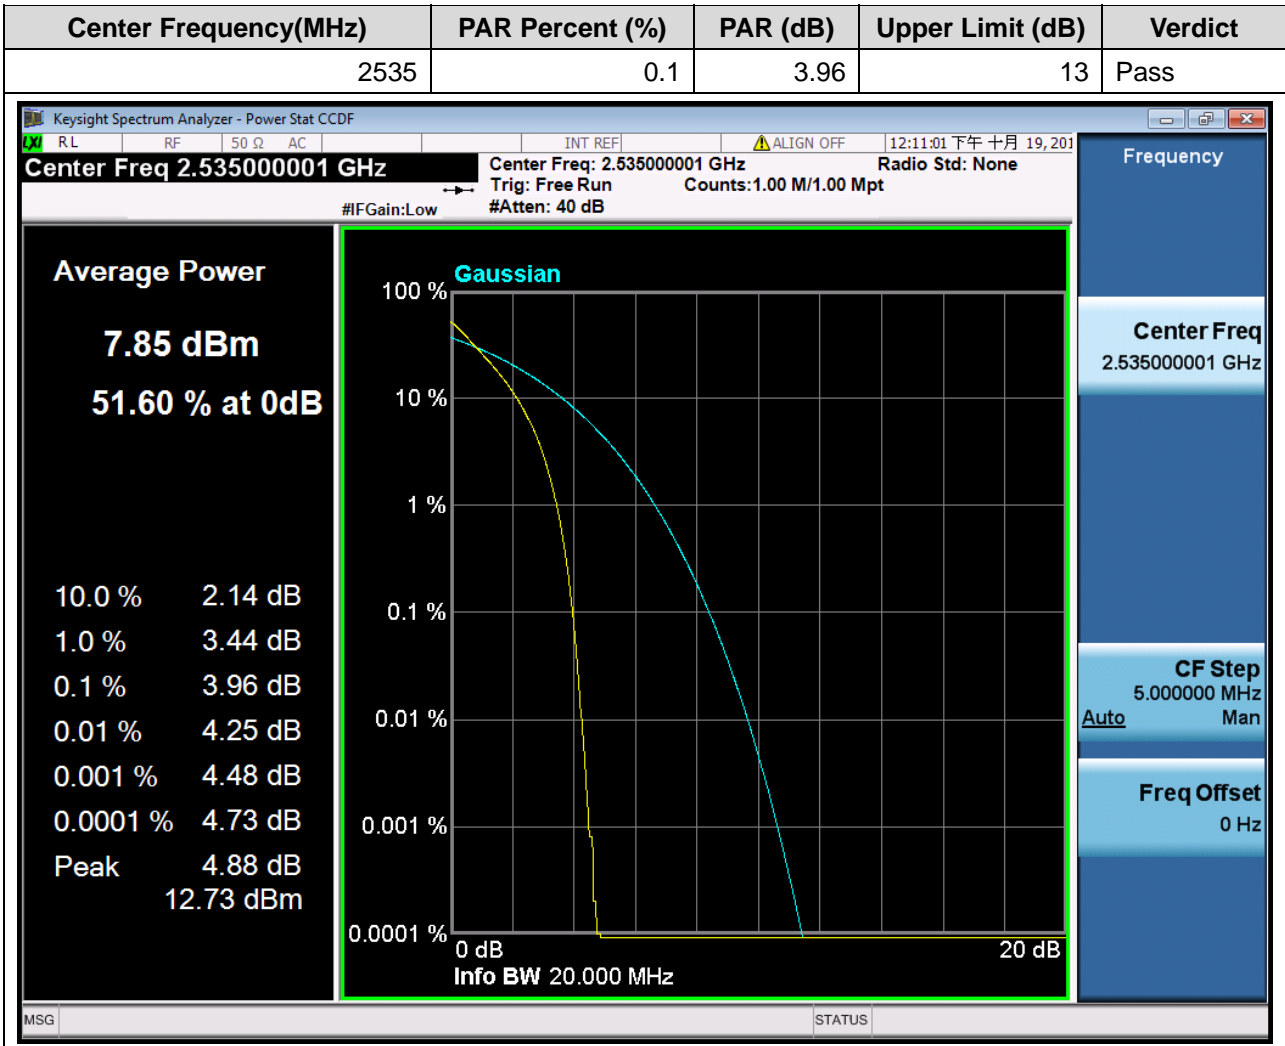 Center Frequency(MHz) PAR Percent (%) PAR (dB) Upper Limit (dB) Verdict
2535 0.1 3.96 13 Pass
Keysight Spectrum Analyzer - Power Stat CCDF
LXI RL RF 50 Ω AC INT REF ALIGN OFF 12:11:01 下午 十月 19, 201
Center Freq 2.535000001 GHz
Center Freq: 2.535000001 GHz Radio Std: None
Trig: Free Run Counts:1.00 M/1.00 Mpt
#IFGain:Low #Atten: 40 dB
Frequency
Average Power
7.85 dBm
51.60 % at 0dB
10.0 % 2.14 dB
1.0 % 3.44 dB
0.1 % 3.96 dB
0.01 % 4.25 dB
0.001 % 4.48 dB
0.0001 % 4.73 dB
Peak 4.88 dB
12.73 dBm
Gaussian
100 %
10 %
1 %
0.1 %
0.01 %
0.001 %
0.0001 %
0 dB 20 dB
Info BW 20.000 MHz
Center Freq
2.535000001 GHz
CF Step
5.000000 MHz
Auto Man
Freq Offset
0 Hz
MSG STATUS